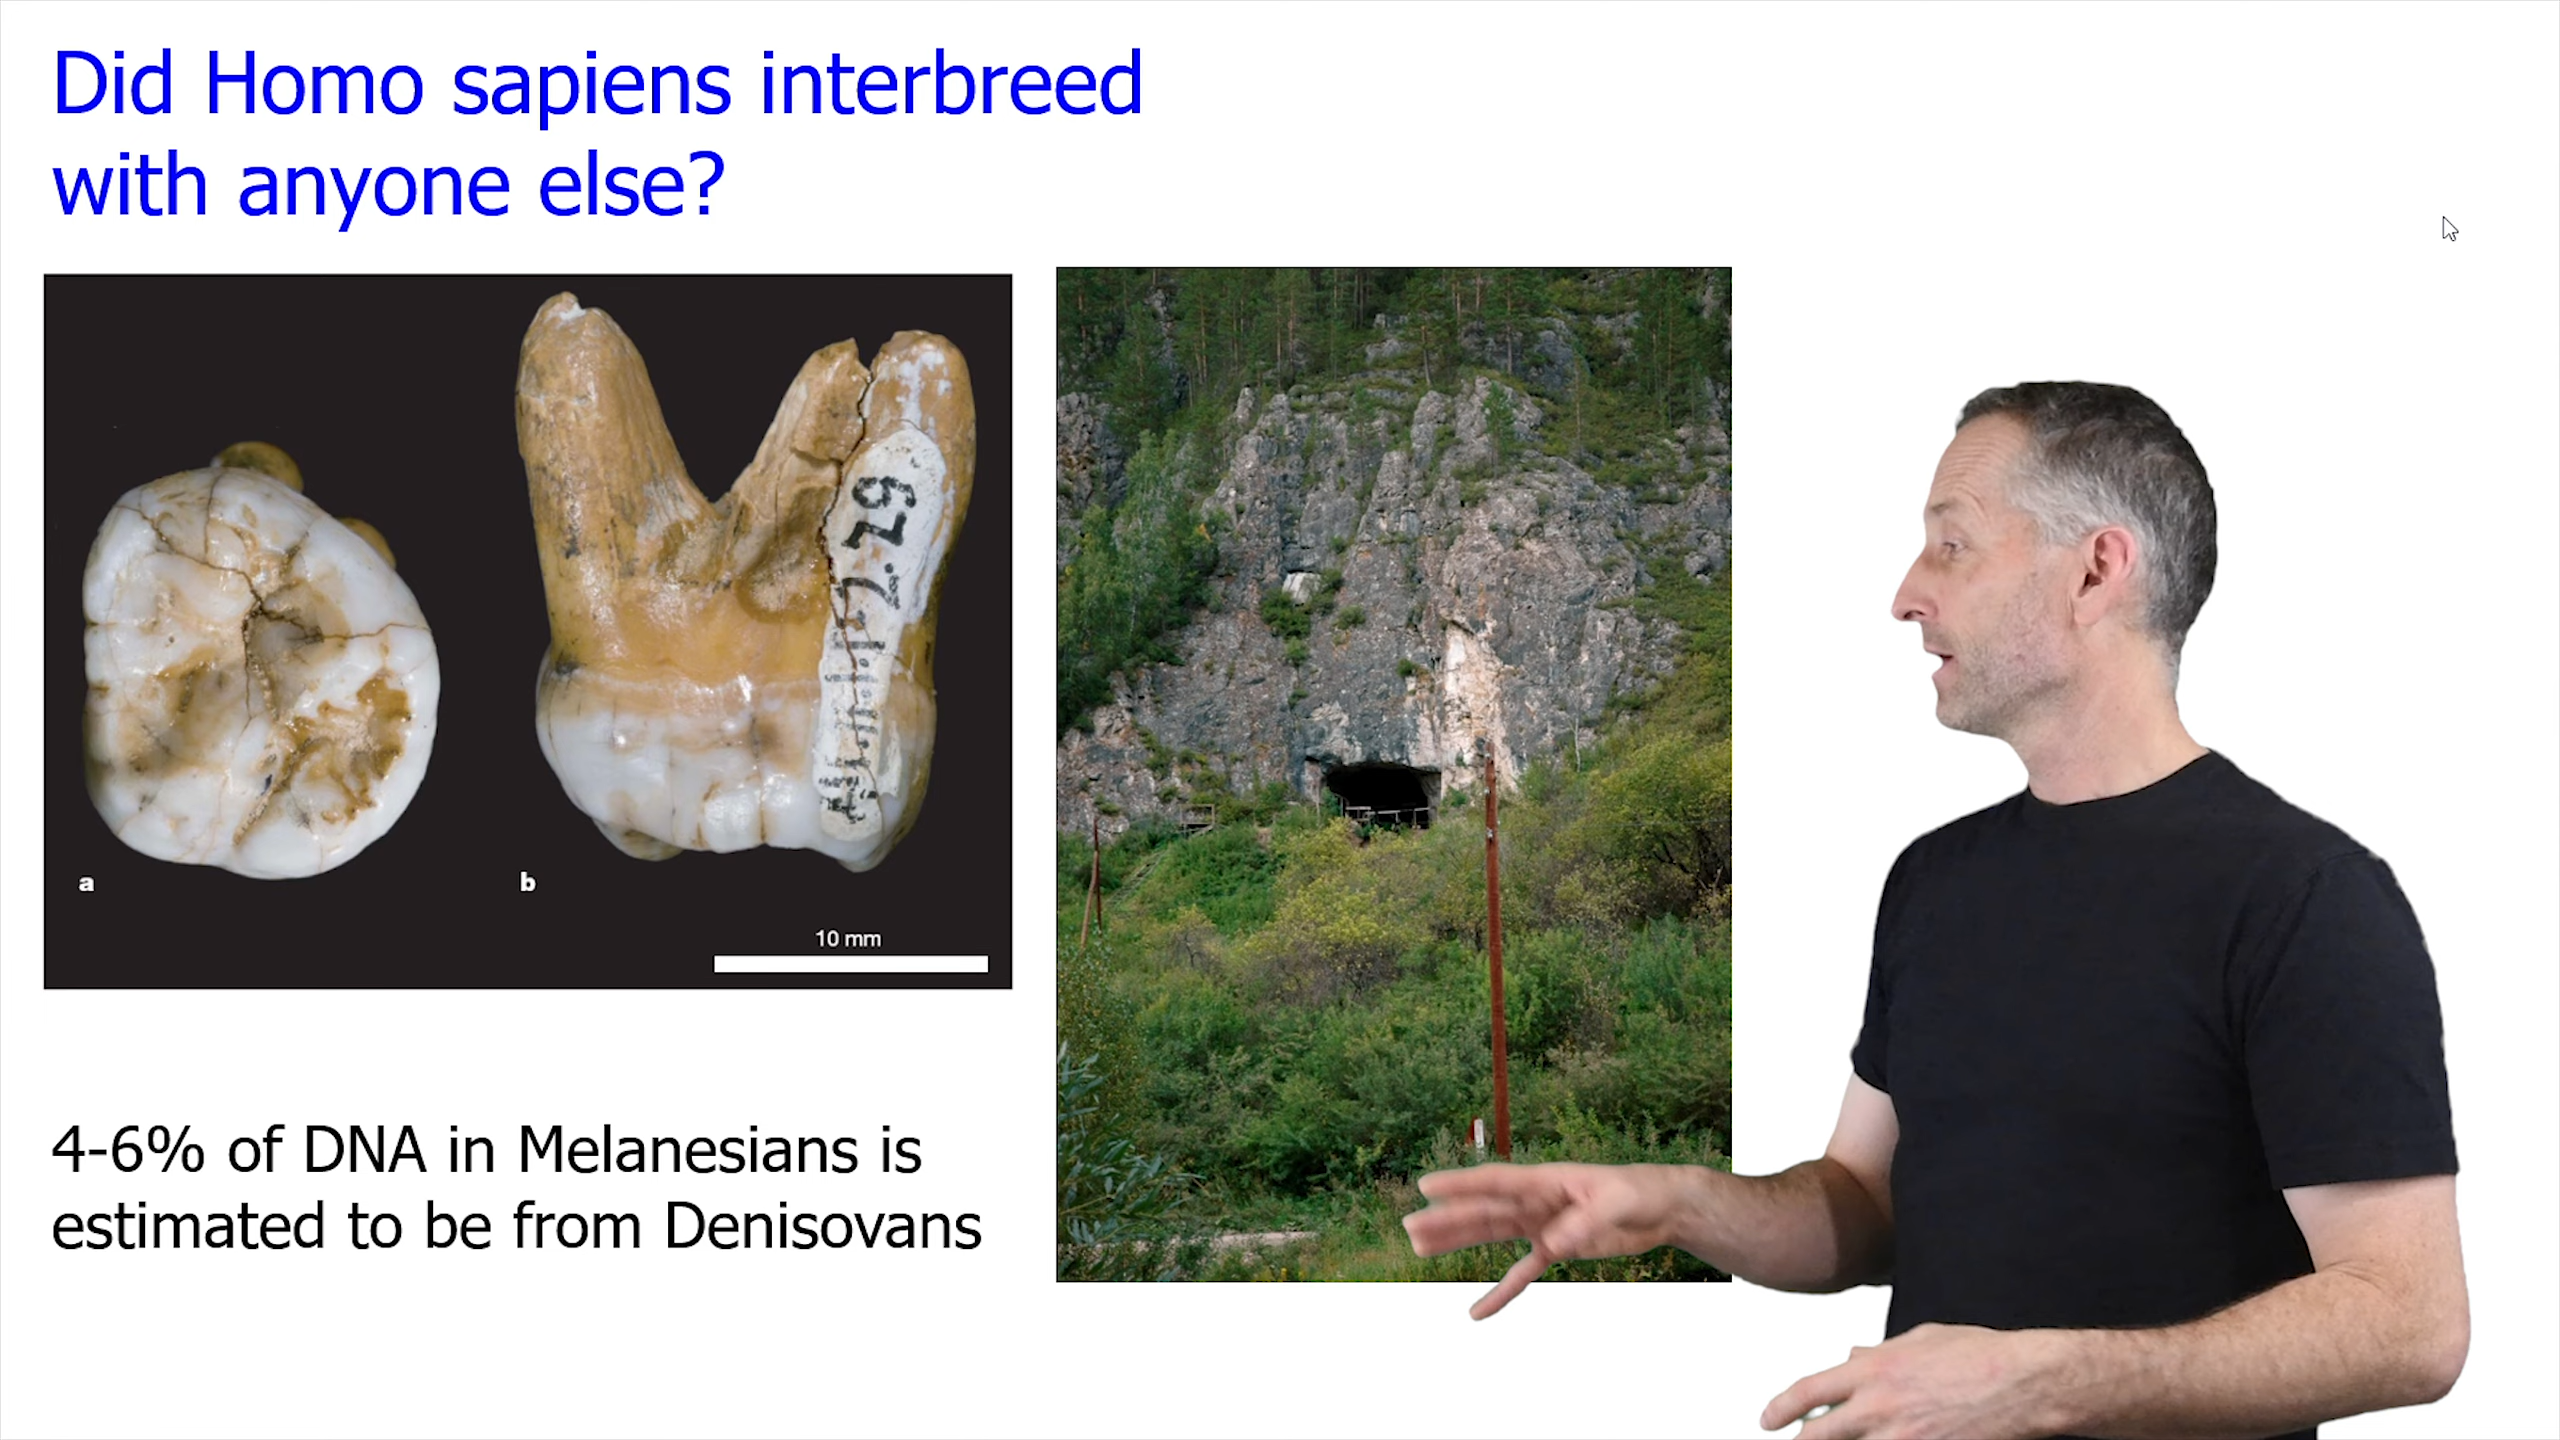 Did Homo sapiens interbreed
with anyone else?
a
b
10 mm
4-6% of DNA in Melanesians is
estimated to be from Denisovans